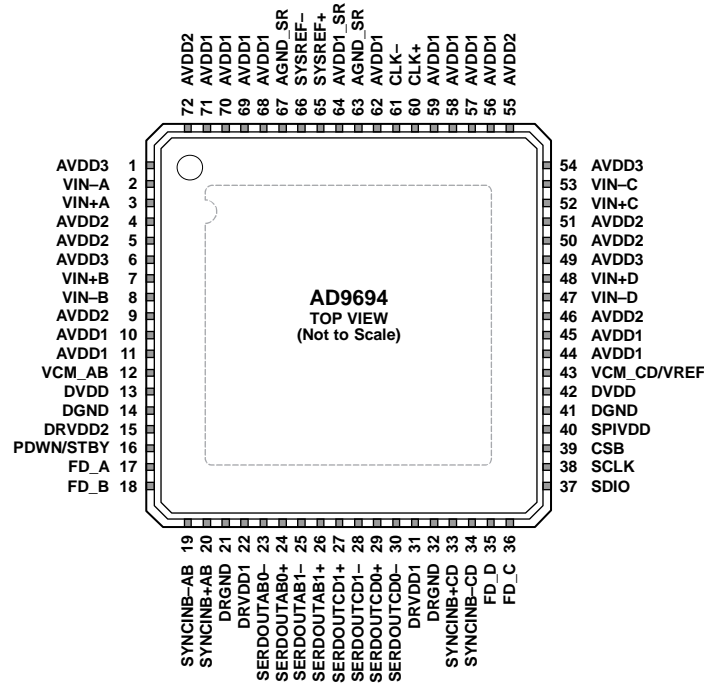 72 AVDD2
71 AVDD1
70 AVDD1
69 AVDD1
68 AVDD1
67 AGND_SR
66 SYSREF–
65 SYSREF+
64 AVDD1_SR
63 AGND_SR
62 AVDD1
61 CLK–
60 CLK+
59 AVDD1
58 AVDD1
57 AVDD1
56 AVDD1
55 AVDD2
AVDD3 1
VIN–A 2
VIN+A 3
AVDD2 4
AVDD2 5
AVDD3 6
VIN+B 7
VIN–B 8
AVDD2 9
AVDD1 10
AVDD1 11
VCM_AB 12
DVDD 13
DGND 14
DRVDD2 15
PDWN/STBY 16
FD_A 17
FD_B 18
AD9694
TOP VIEW
(Not to Scale)
54 AVDD3
53 VIN–C
52 VIN+C
51 AVDD2
50 AVDD2
49 AVDD3
48 VIN+D
47 VIN–D
46 AVDD2
45 AVDD1
44 AVDD1
43 VCM_CD/VREF
42 DVDD
41 DGND
40 SPIVDD
39 CSB
38 SCLK
37 SDIO
SYNCINB–AB 19
SYNCINB+AB 20
DRGND 21
DRVDD1 22
SERDOUTAB0– 23
SERDOUTAB0+ 24
SERDOUTAB1– 25
SERDOUTAB1+ 26
SERDOUTCD1+ 27
SERDOUTCD1– 28
SERDOUTCD0+ 29
SERDOUTCD0– 30
DRVDD1 31
DRGND 32
SYNCINB+CD 33
SYNCINB–CD 34
FD_D 35
FD_C 36